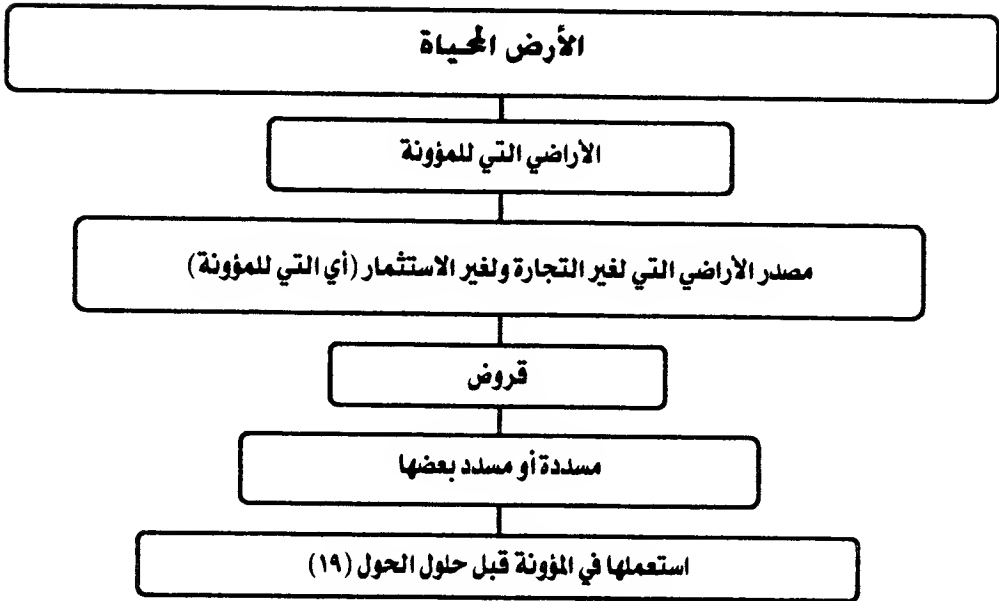 الأرض المحياة
الأراضي التي للمؤونة
مصدر الأراضي التي لغير التجارة ولغير الاستثمار (أي التي للمؤونة)
قروض
مسددة أو مسدد بعضها
استعملها في المؤونة قبل حلول الحول (١٩)